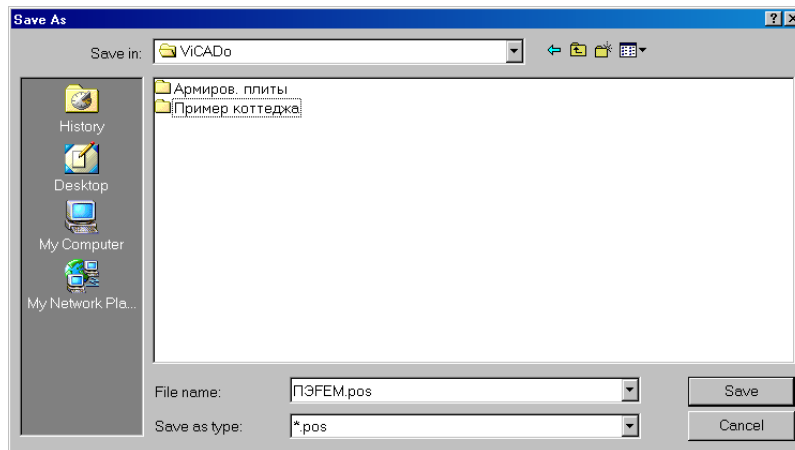 Save As
Save in:
ViCADo
Армиров. плиты
Пример коттеджа
History
Desktop
My Computer
My Network Pla...
File name:
ПЭFEM.pos
Save
Save as type:
*.pos
Cancel